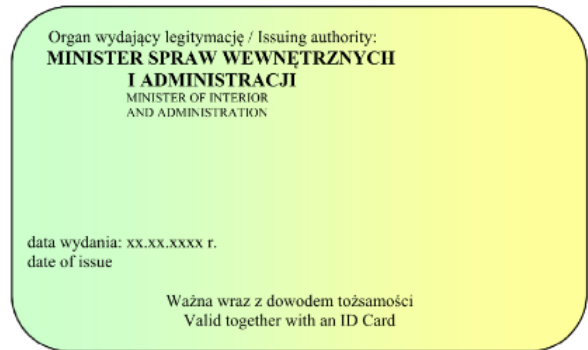 Organ wydający legitymację / Issuing authority:
MINISTER SPRAW WEWNĘTRZNYCH
I ADMINISTRACJI
MINISTER OF INTERIOR
AND ADMINISTRATION
data wydania: xx.xx.xxxx r.
date of issue
Ważna wraz z dowodem tożsamości
Valid together with an ID Card